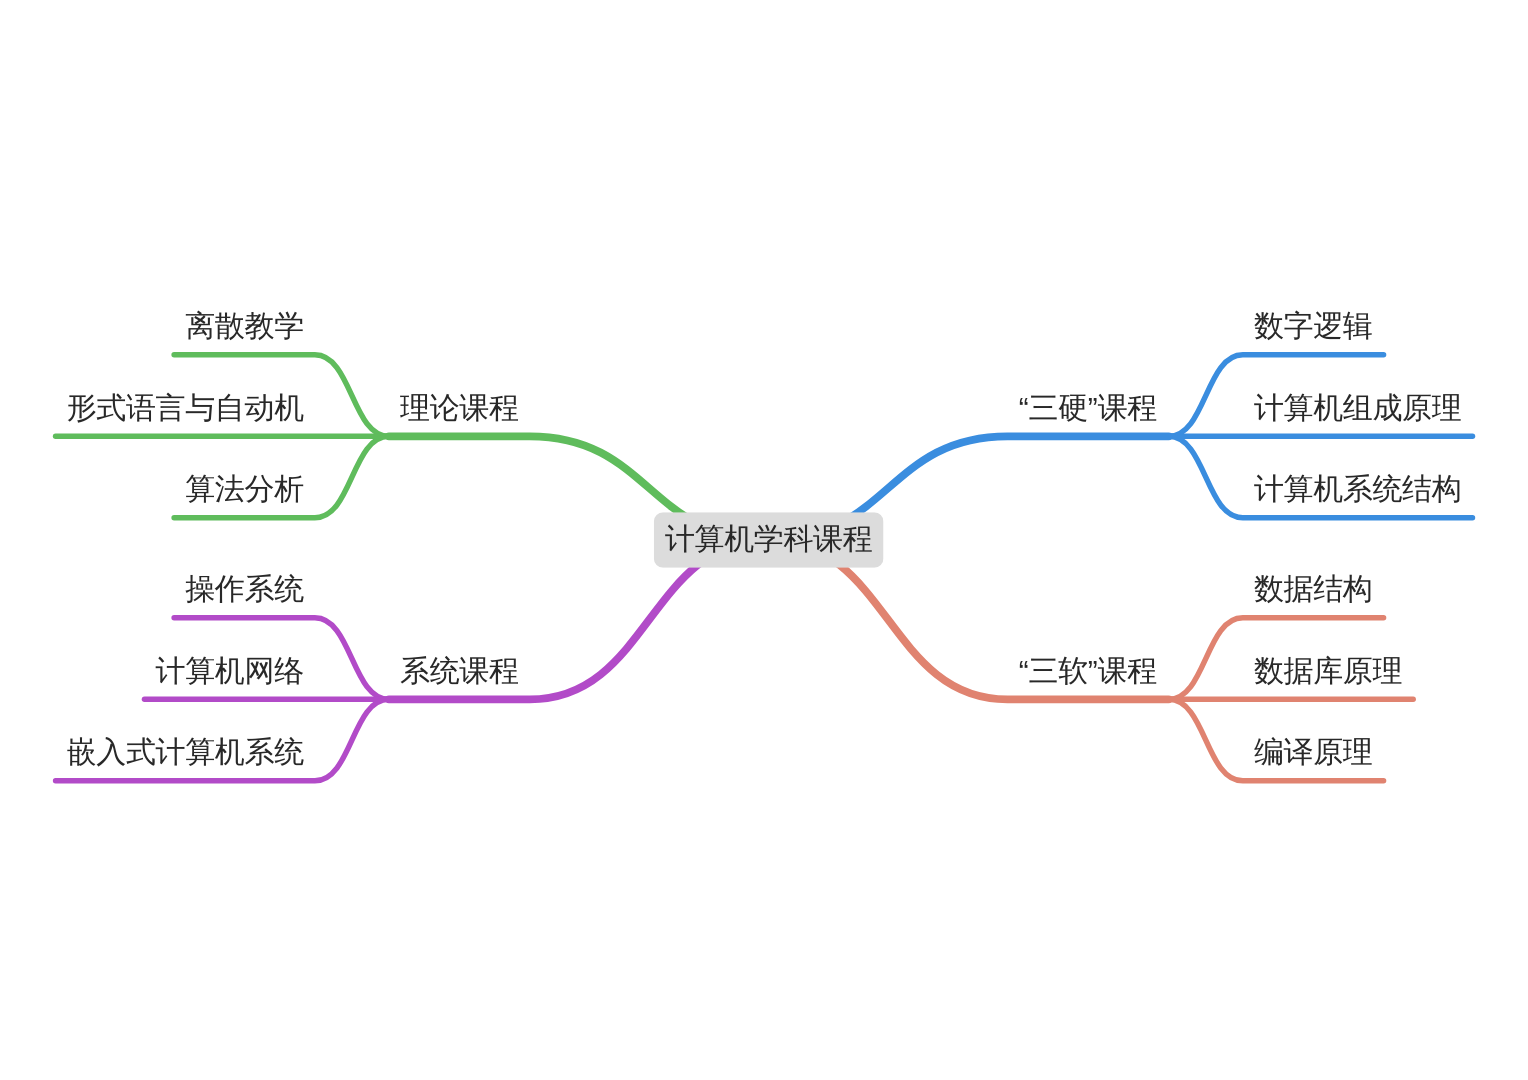 计算机学科课程
理论课程
离散教学
形式语言与自动机
算法分析
系统课程
操作系统
计算机网络
嵌入式计算机系统
“三硬”课程
数字逻辑
计算机组成原理
计算机系统结构
“三软”课程
数据结构
数据库原理
编译原理